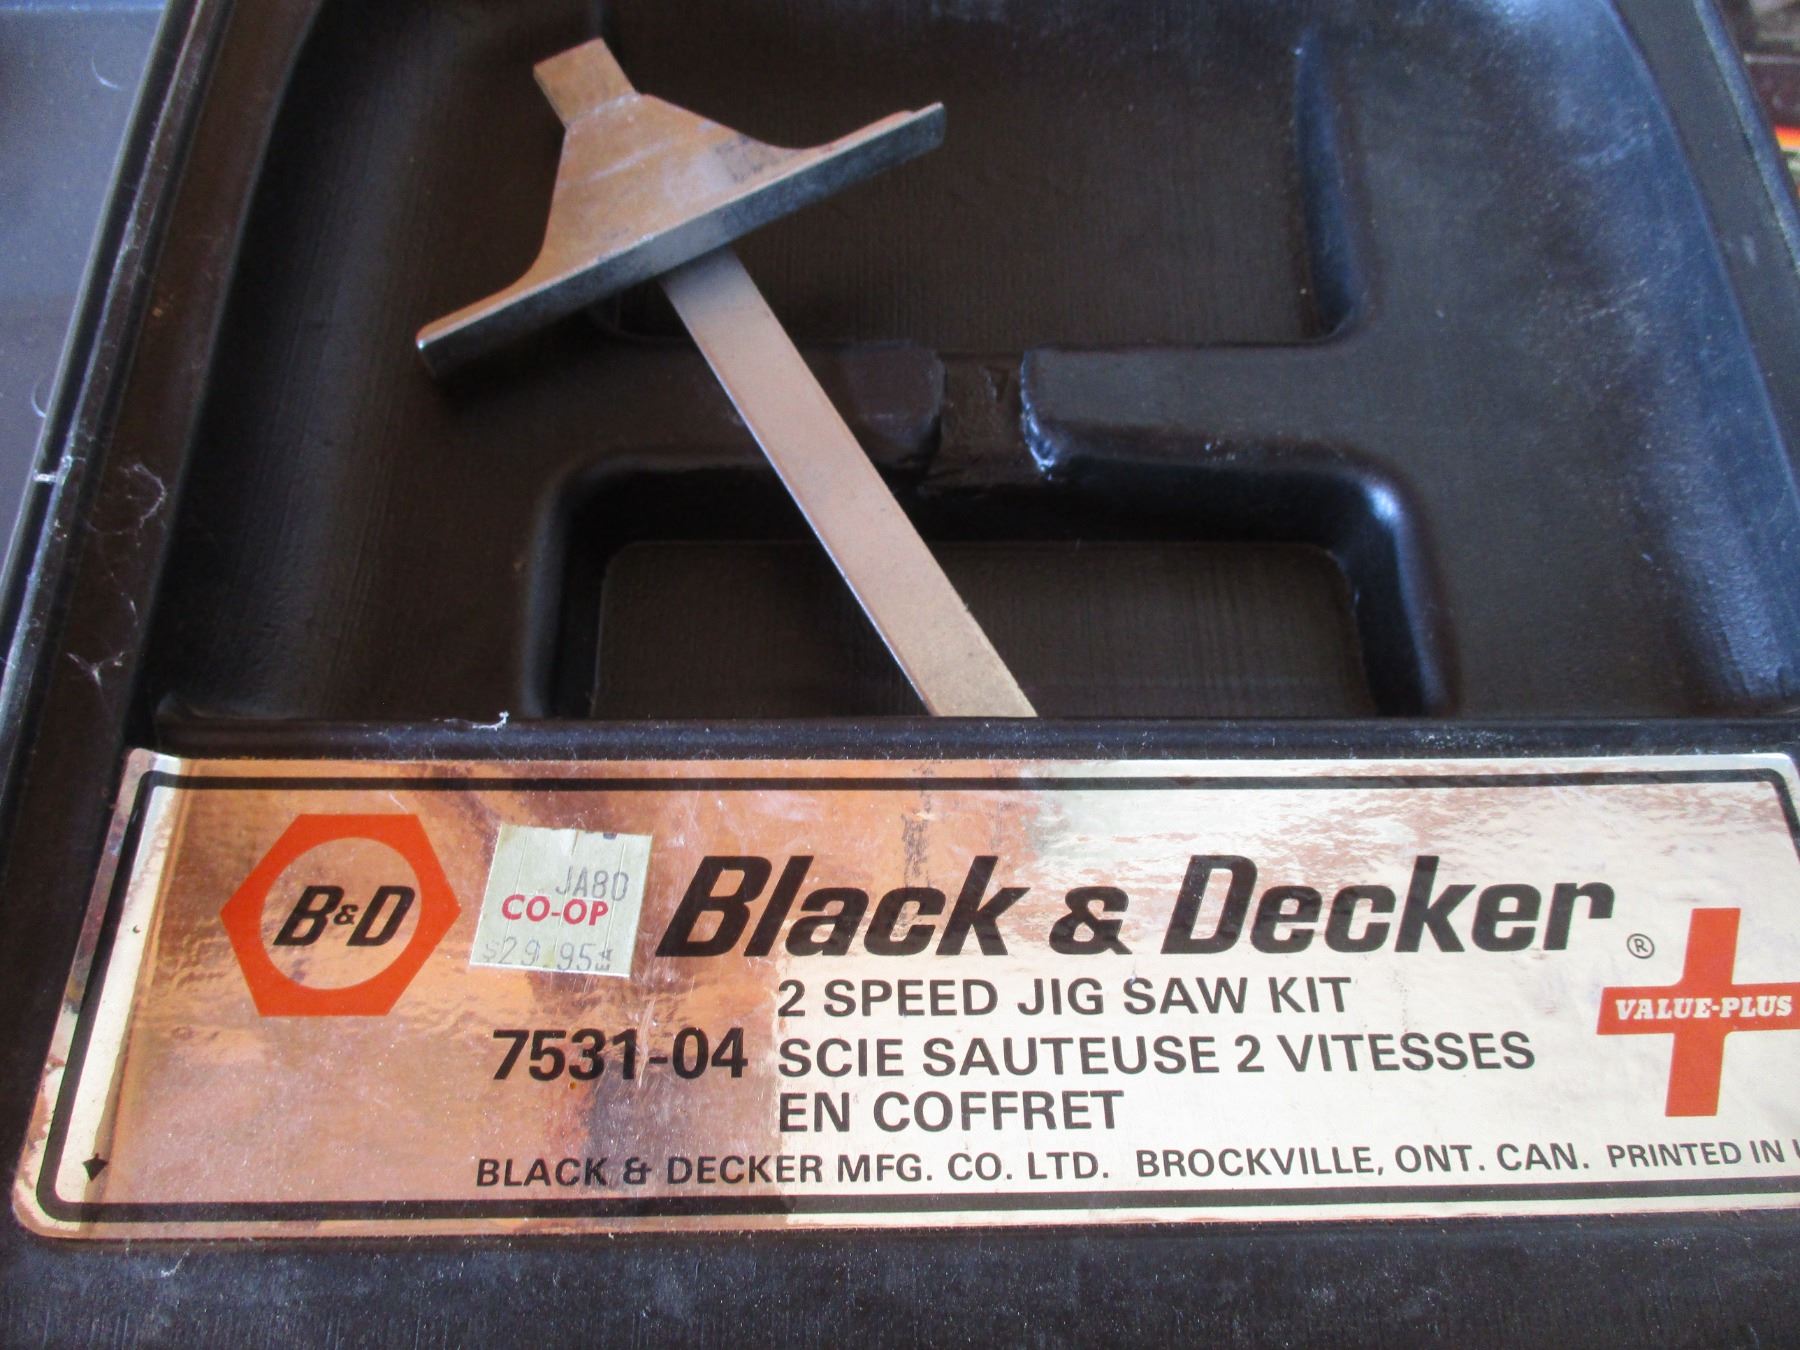 B&D
JA80
CO-OP
$29.95 EA
Black & Decker ®
2 SPEED JIG SAW KIT
7531-04 SCIE SAUTEUSE 2 VITESSES
EN COFFRET
VALUE-PLUS
BLACK & DECKER MFG. CO. LTD. BROCKVILLE, ONT. CAN. PRINTED IN